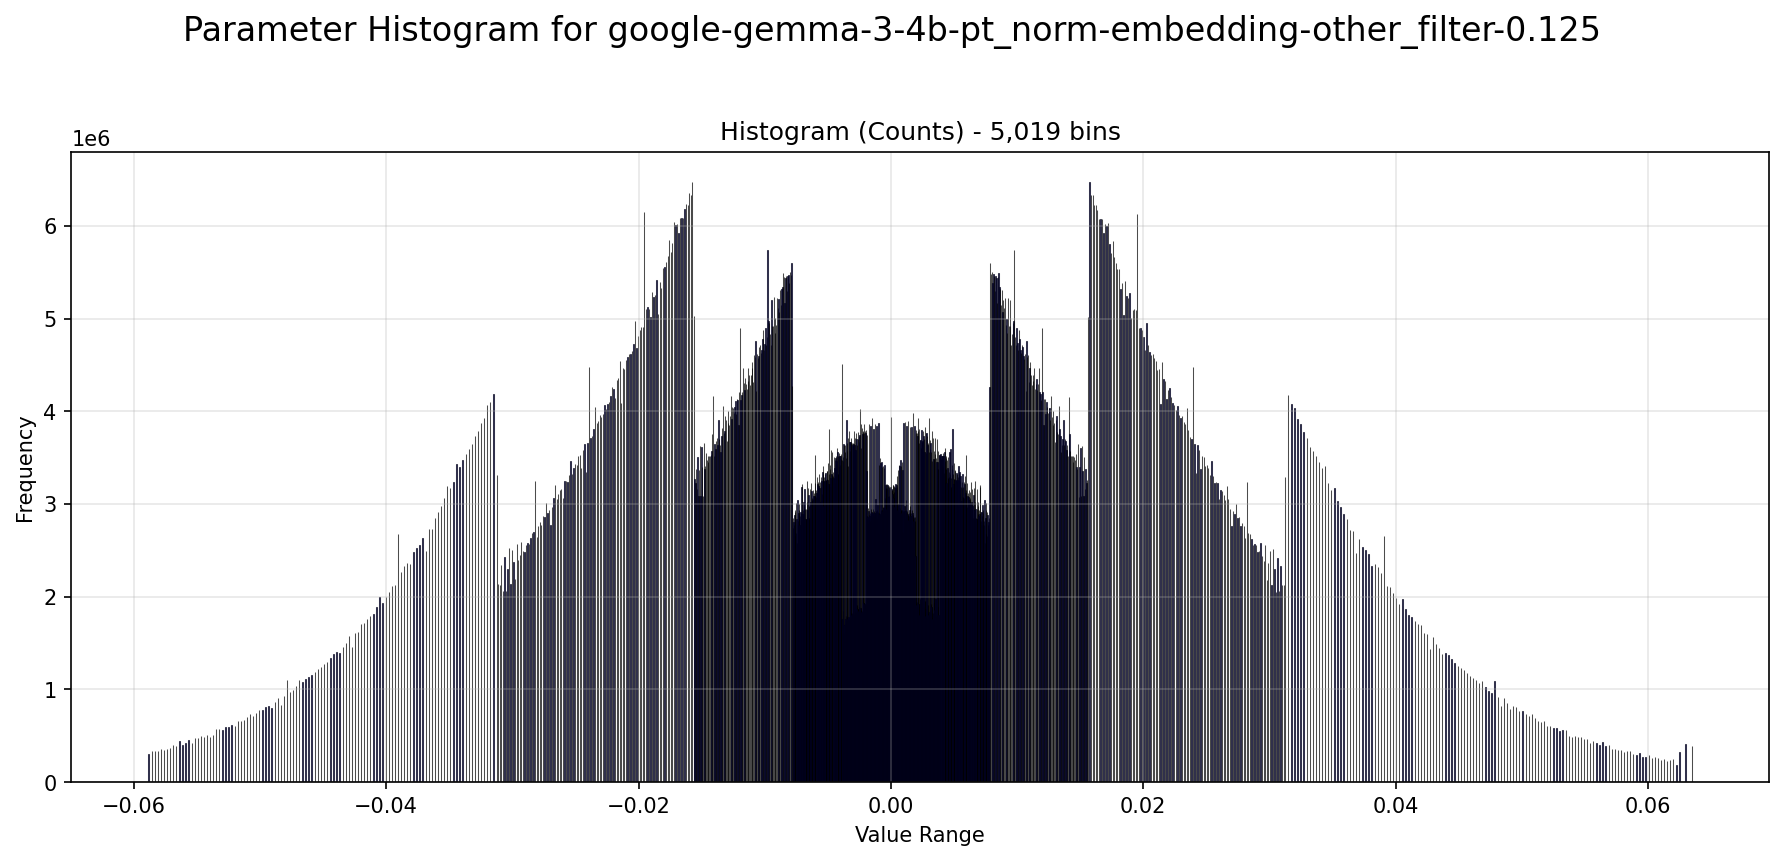 Parameter Histogram for google-gemma-3-4b-pt_norm-embedding-other_filter-0.125
Histogram (Counts) - 5,019 bins
1e6
6
5
4
3
2
1
0
Frequency
−0.06 −0.04 −0.02 0.00 0.02 0.04 0.06
Value Range